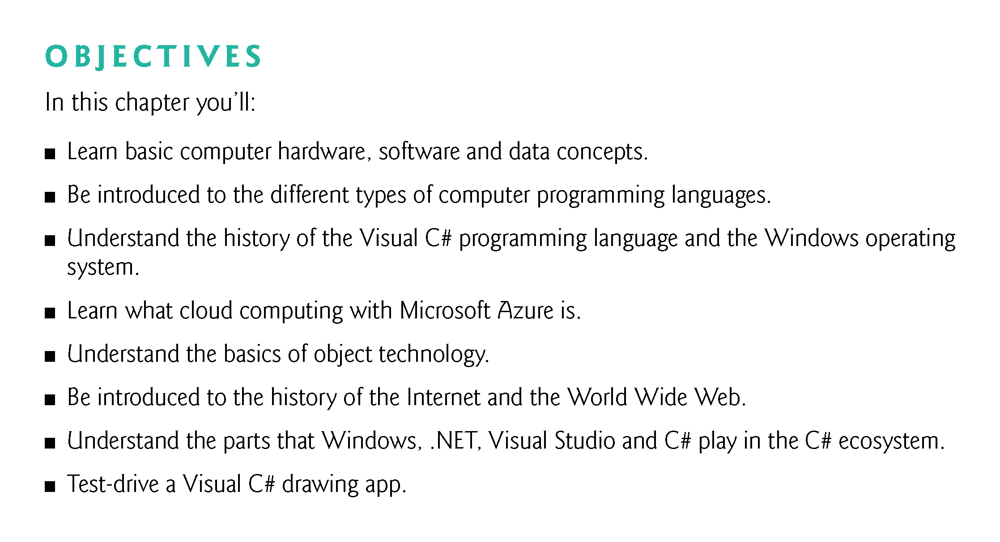 OBJECTIVES
In this chapter you’ll:
■ Learn basic computer hardware, software and data concepts.
■ Be introduced to the different types of computer programming languages.
■ Understand the history of the Visual C# programming language and the Windows operating
system.
■ Learn what cloud computing with Microsoft Azure is.
■ Understand the basics of object technology.
■ Be introduced to the history of the Internet and the World Wide Web.
■ Understand the parts that Windows, .NET, Visual Studio and C# play in the C# ecosystem.
■ Test-drive a Visual C# drawing app.